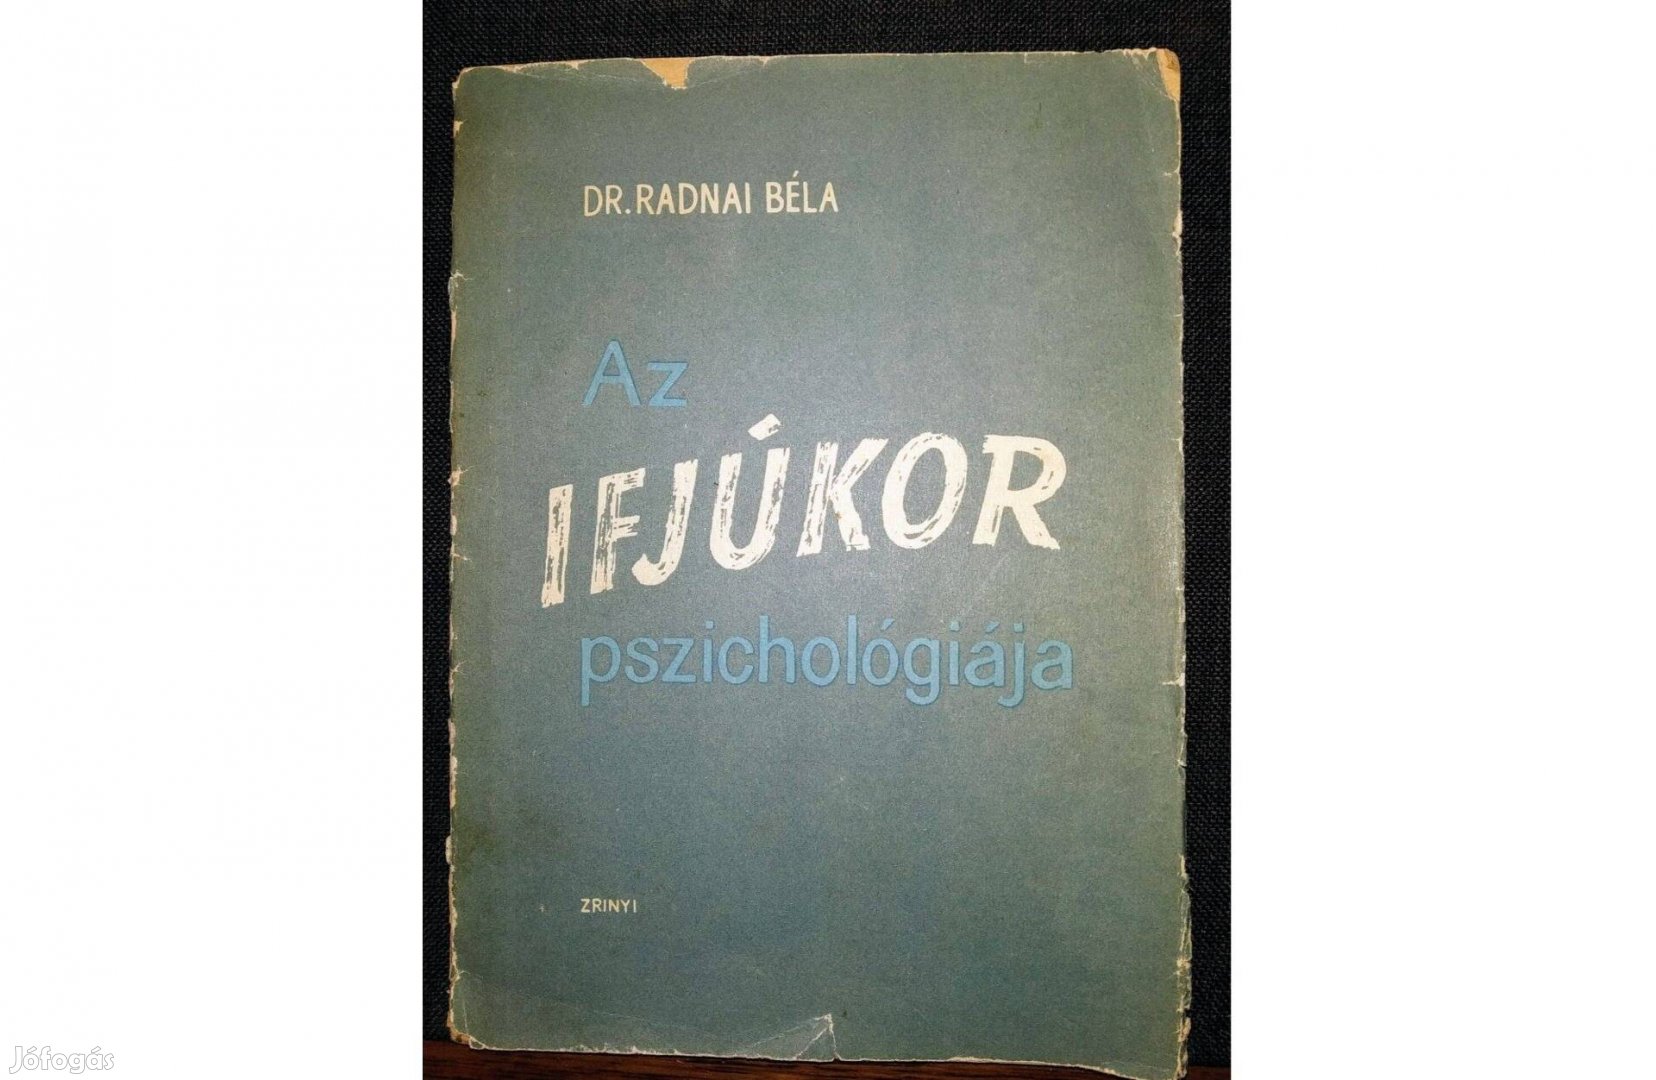 DR. RADNAI BÉLA
Az
IFJÚKOR
pszichológiája
ZRINYI
Jófogás